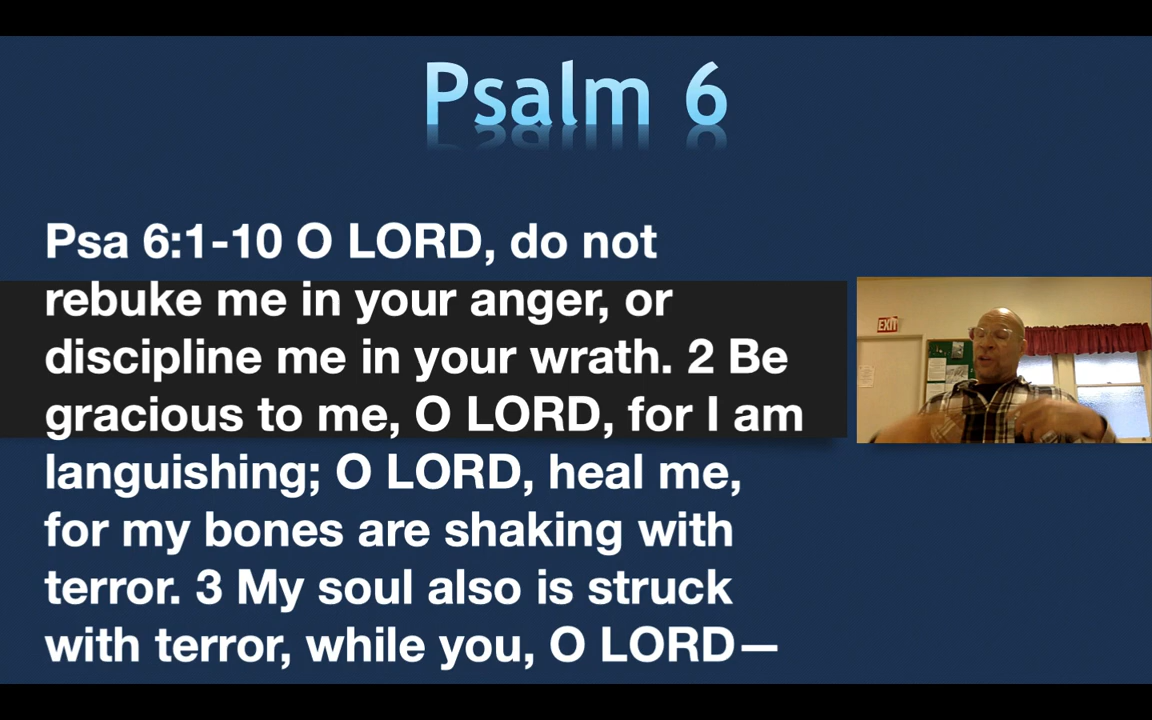 Psalm 6
Psa 6:1-10 O LORD, do not
rebuke me in your anger, or
discipline me in your wrath. 2 Be
gracious to me, O LORD, for I am
languishing; O LORD, heal me,
for my bones are shaking with
terror. 3 My soul also is struck
with terror, while you, O LORD—
EXIT